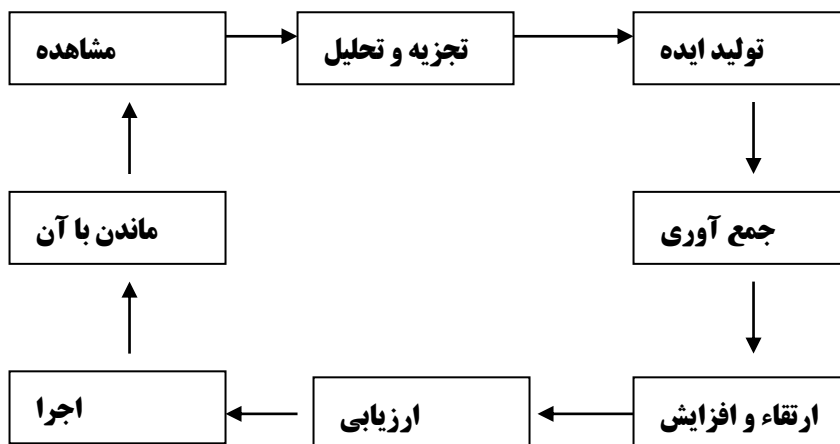 مشاهده
تجزیه و تحلیل
تولید ایده
جمع آوری
ارتقاء و افزایش
ارزیابی
اجرا
ماندن با آن